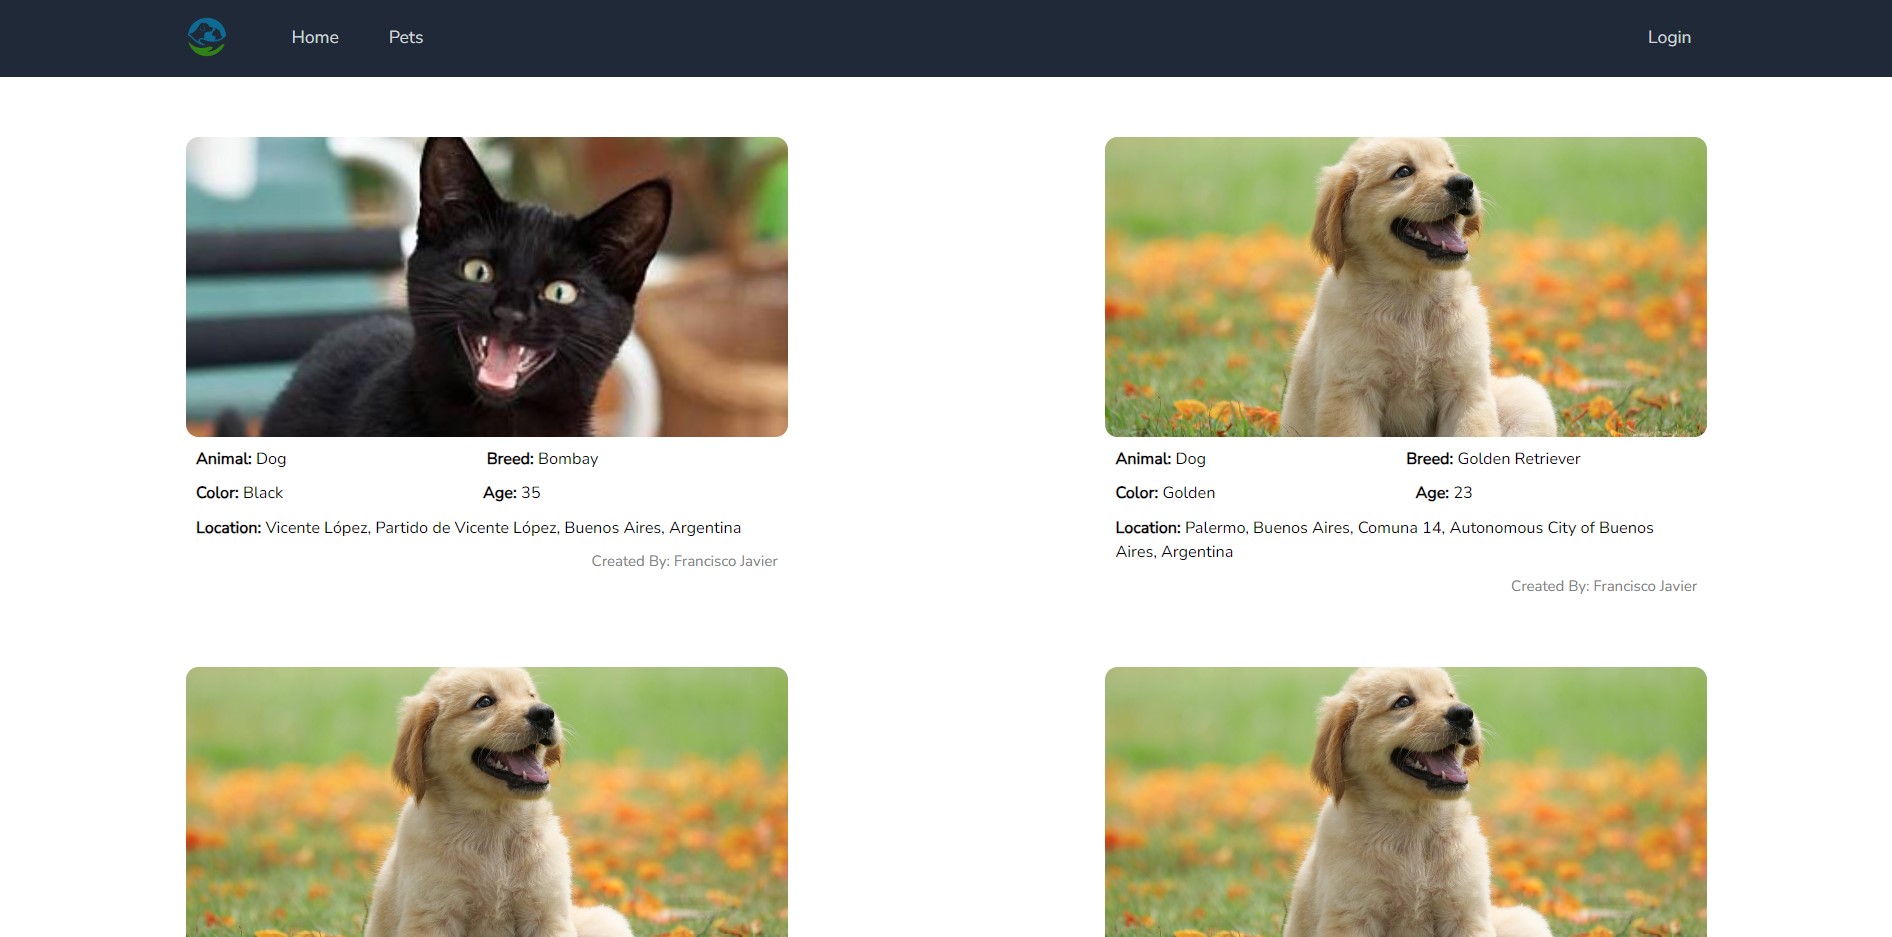 Home Pets Login
Animal: Dog Breed: Bombay
Color: Black Age: 35
Location: Vicente López, Partido de Vicente López, Buenos Aires, Argentina
Created By: Francisco Javier
Animal: Dog Breed: Golden Retriever
Color: Golden Age: 23
Location: Palermo, Buenos Aires, Comuna 14, Autonomous City of Buenos
Aires, Argentina
Created By: Francisco Javier